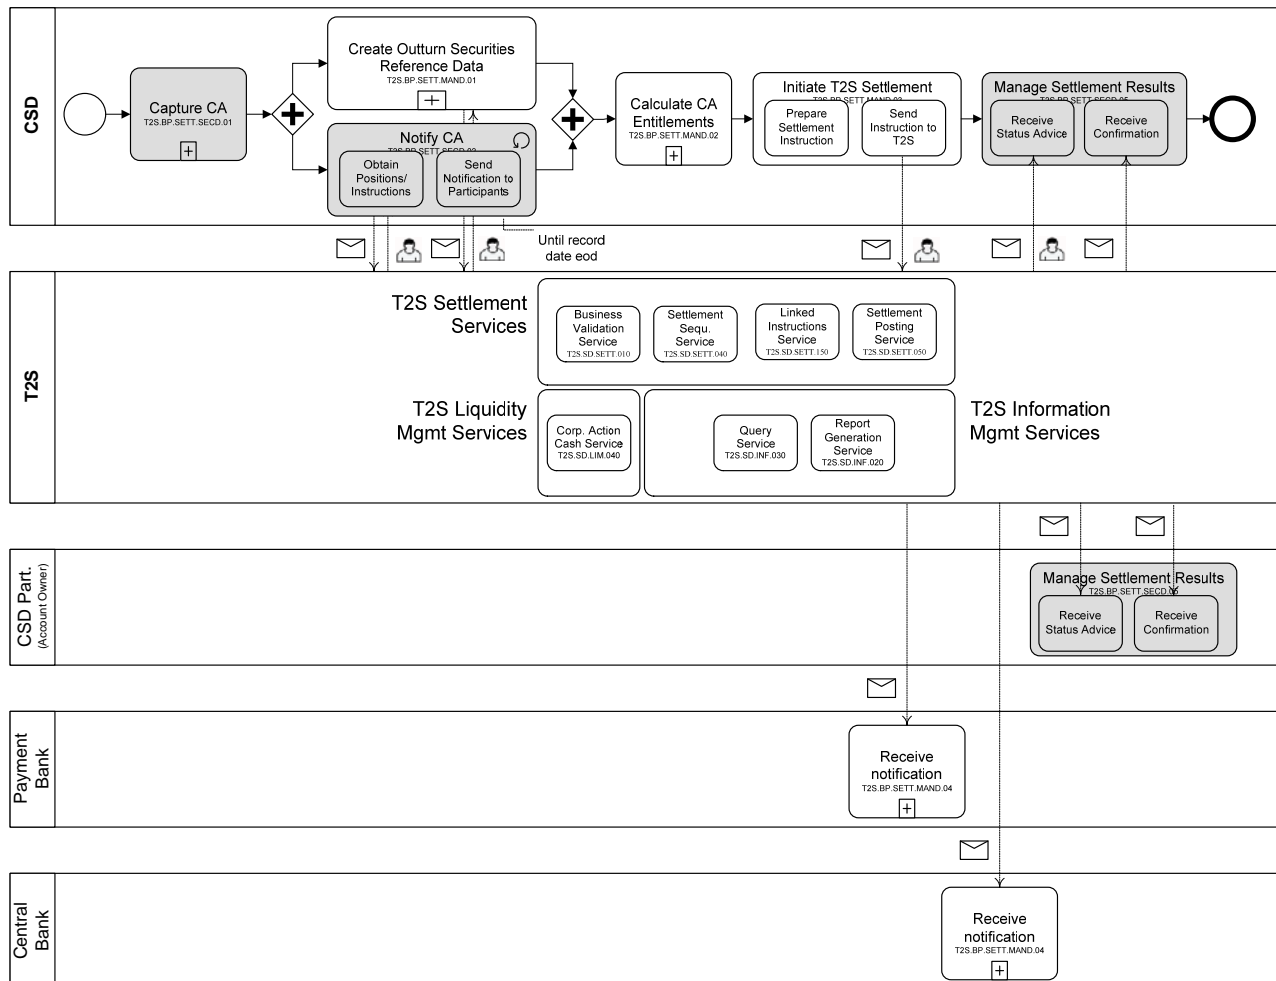 CSD
Capture CA
T2S.BP.SETT.SECD.01
Create Outturn Securities
Reference Data
T2S.BP.SETT.MAND.01
Notify CA
Obtain
Positions/
Instructions
Send
Notification to
Participants
Until record
date eod
Calculate CA
Entitlements
T2S.BP.SETT.MAND.02
Initiate T2S Settlement
Prepare
Settlement
Instruction
Send
Instruction to
T2S
Manage Settlement Results
Receive
Status Advice
Receive
Confirmation
T2S
T2S Settlement
Services
Business
Validation
Service
T2S.SD.SETT.010
Settlement
Sequ.
Service
T2S.SD.SETT.040
Linked
Instructions
Service
T2S.SD.SETT.150
Settlement
Posting
Service
T2S.SD.SETT.050
T2S Liquidity
Mgmt Services
Corp. Action
Cash Service
T2S.SD.LIM.040
Query
Service
T2S.SD.INF.030
Report
Generation
Service
T2S.SD.INF.020
T2S Information
Mgmt Services
CSD Part.
(Account Owner)
Manage Settlement Results
Receive
Status Advice
Receive
Confirmation
Payment
Bank
Receive
notification
T2S.BP.SETT.MAND.04
Central
Bank
Receive
notification
T2S.BP.SETT.MAND.04